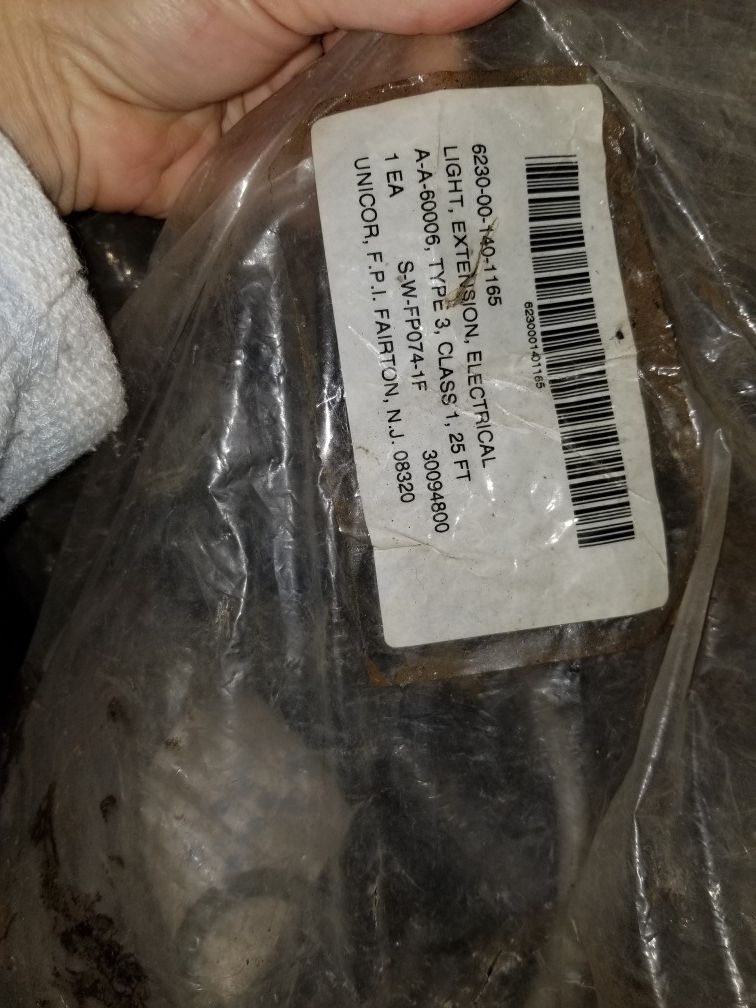 6230001401165
6230-00-140-1165
LIGHT, EXTENSION, ELECTRICAL
A-A-60006, TYPE 3, CLASS 1, 25 FT
1 EA S-W-FP074-1F 30094800
UNICOR, F.P.I. FAIRTON, N.J. 08320